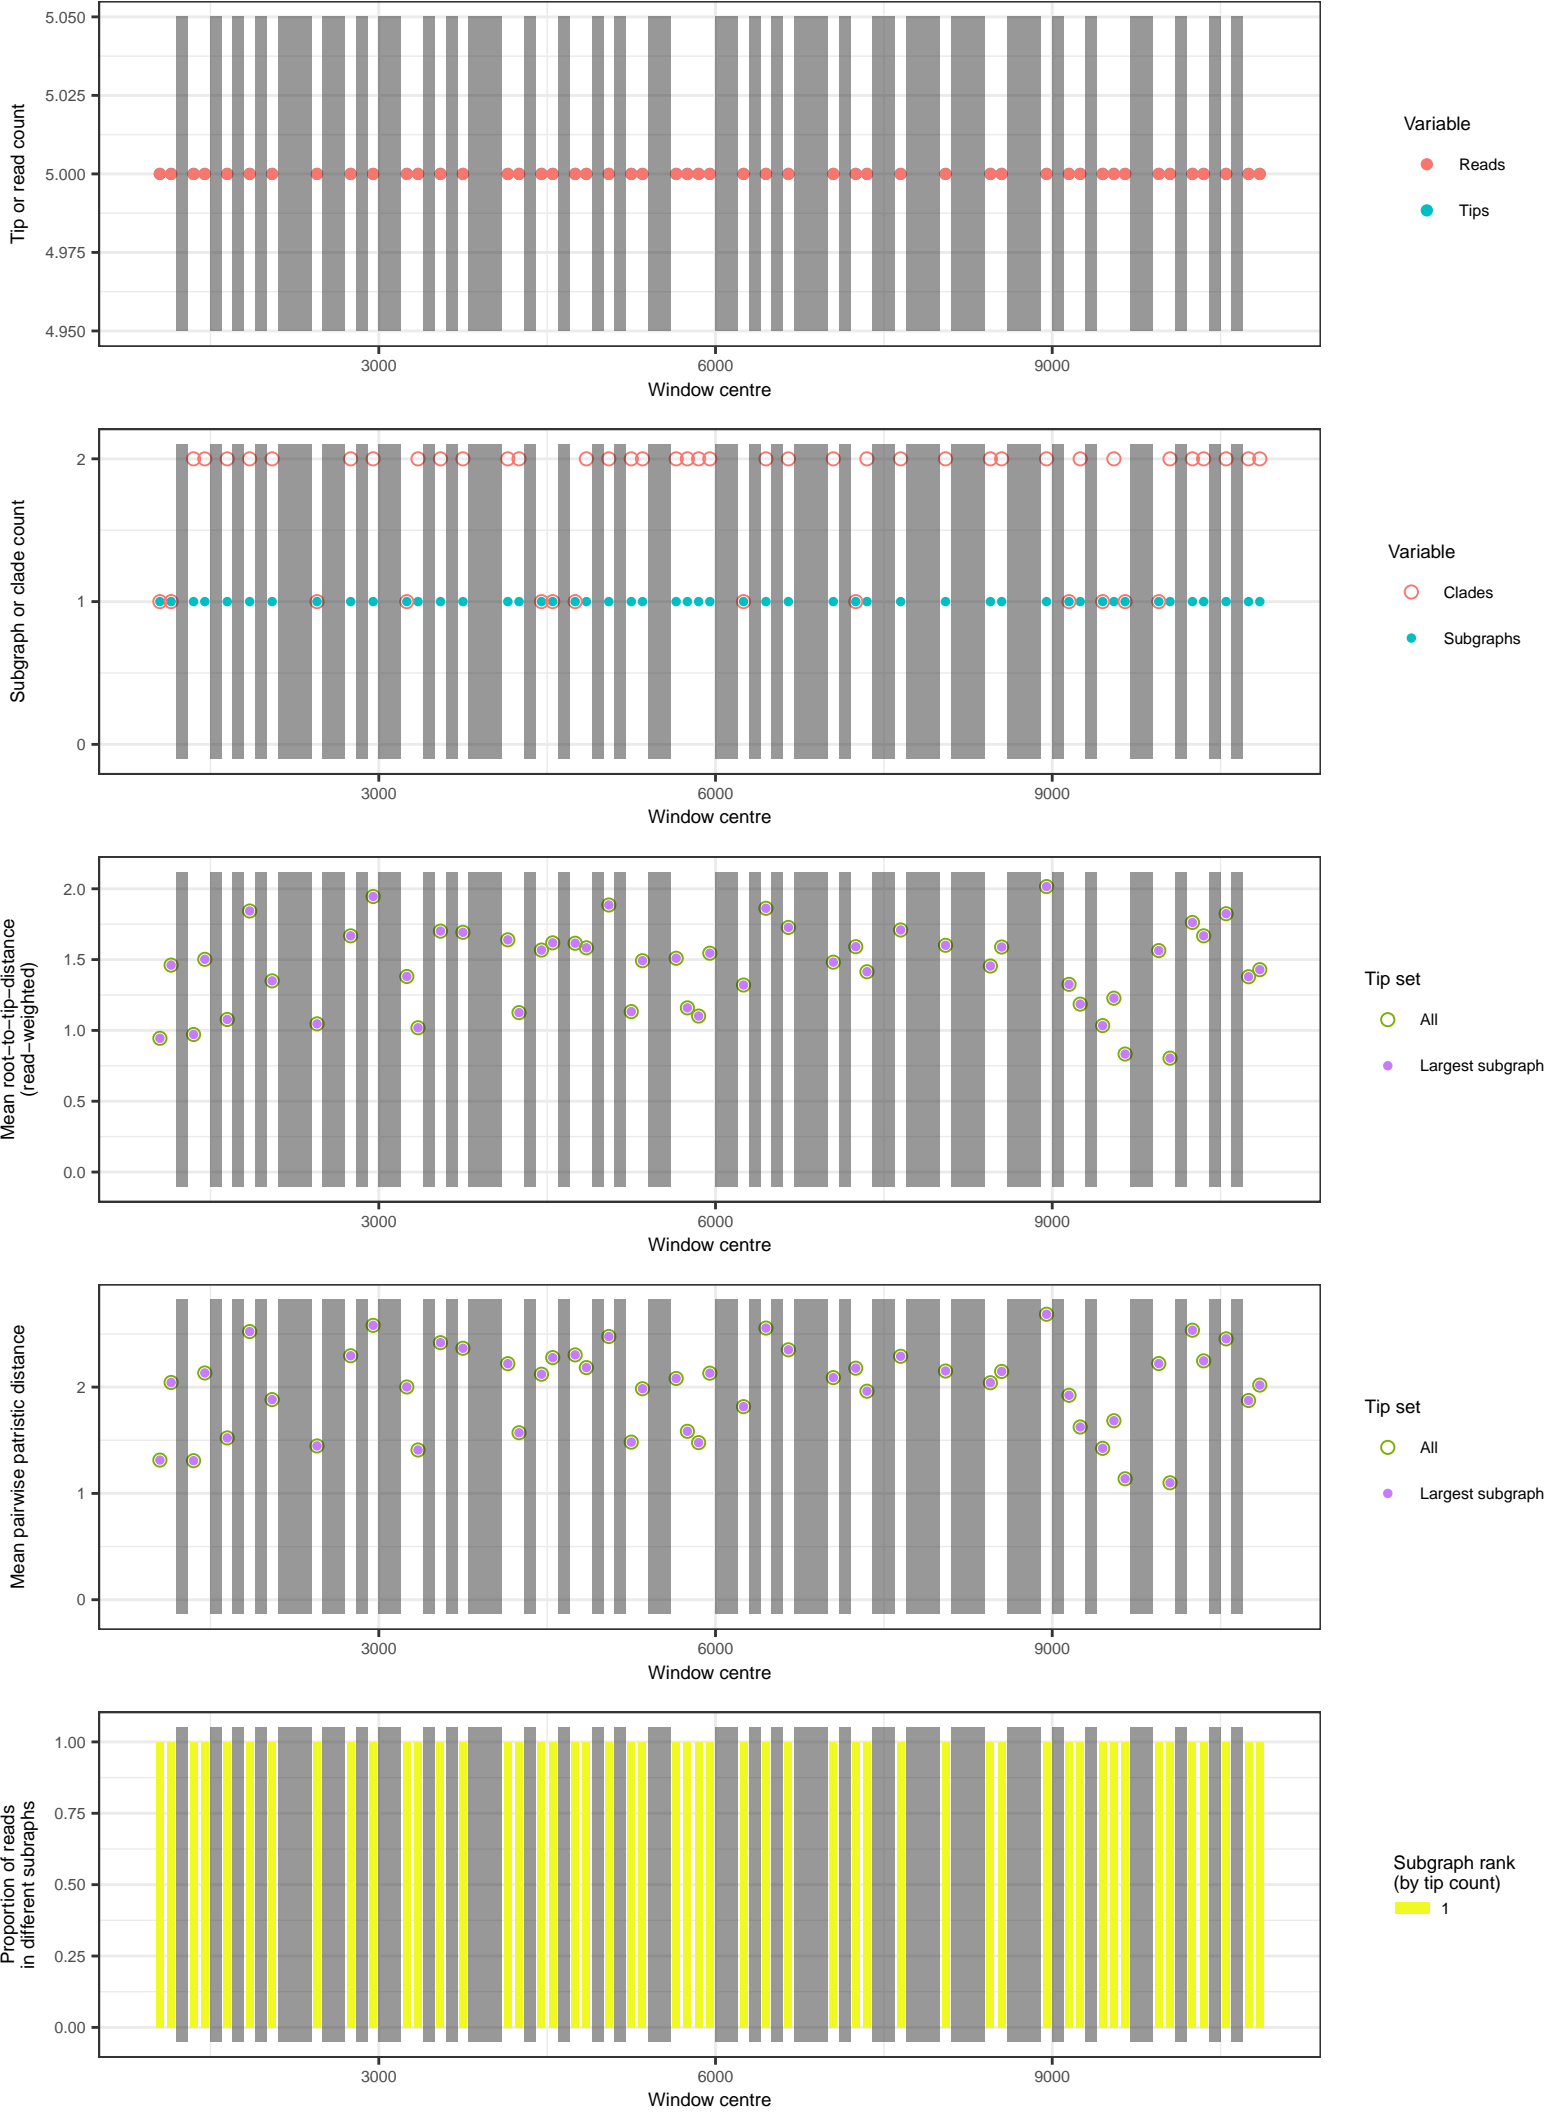 5.050
5.025
5.000
4.975
4.950
Tip or read count
3000 6000 9000
Window centre
Variable
Reads
Tips
2
1
0
Subgraph or clade count
3000 6000 9000
Window centre
Variable
Clades
Subgraphs
2.0
1.5
1.0
0.5
0.0
Mean root−to−tip−distance
(read−weighted)
3000 6000 9000
Window centre
Tip set
All
Largest subgraph
2
1
0
Mean pairwise patristic distance
3000 6000 9000
Window centre
Tip set
All
Largest subgraph
1.00
0.75
0.50
0.25
0.00
Proportion of reads
in different subraphs
3000 6000 9000
Window centre
Subgraph rank
(by tip count)
1